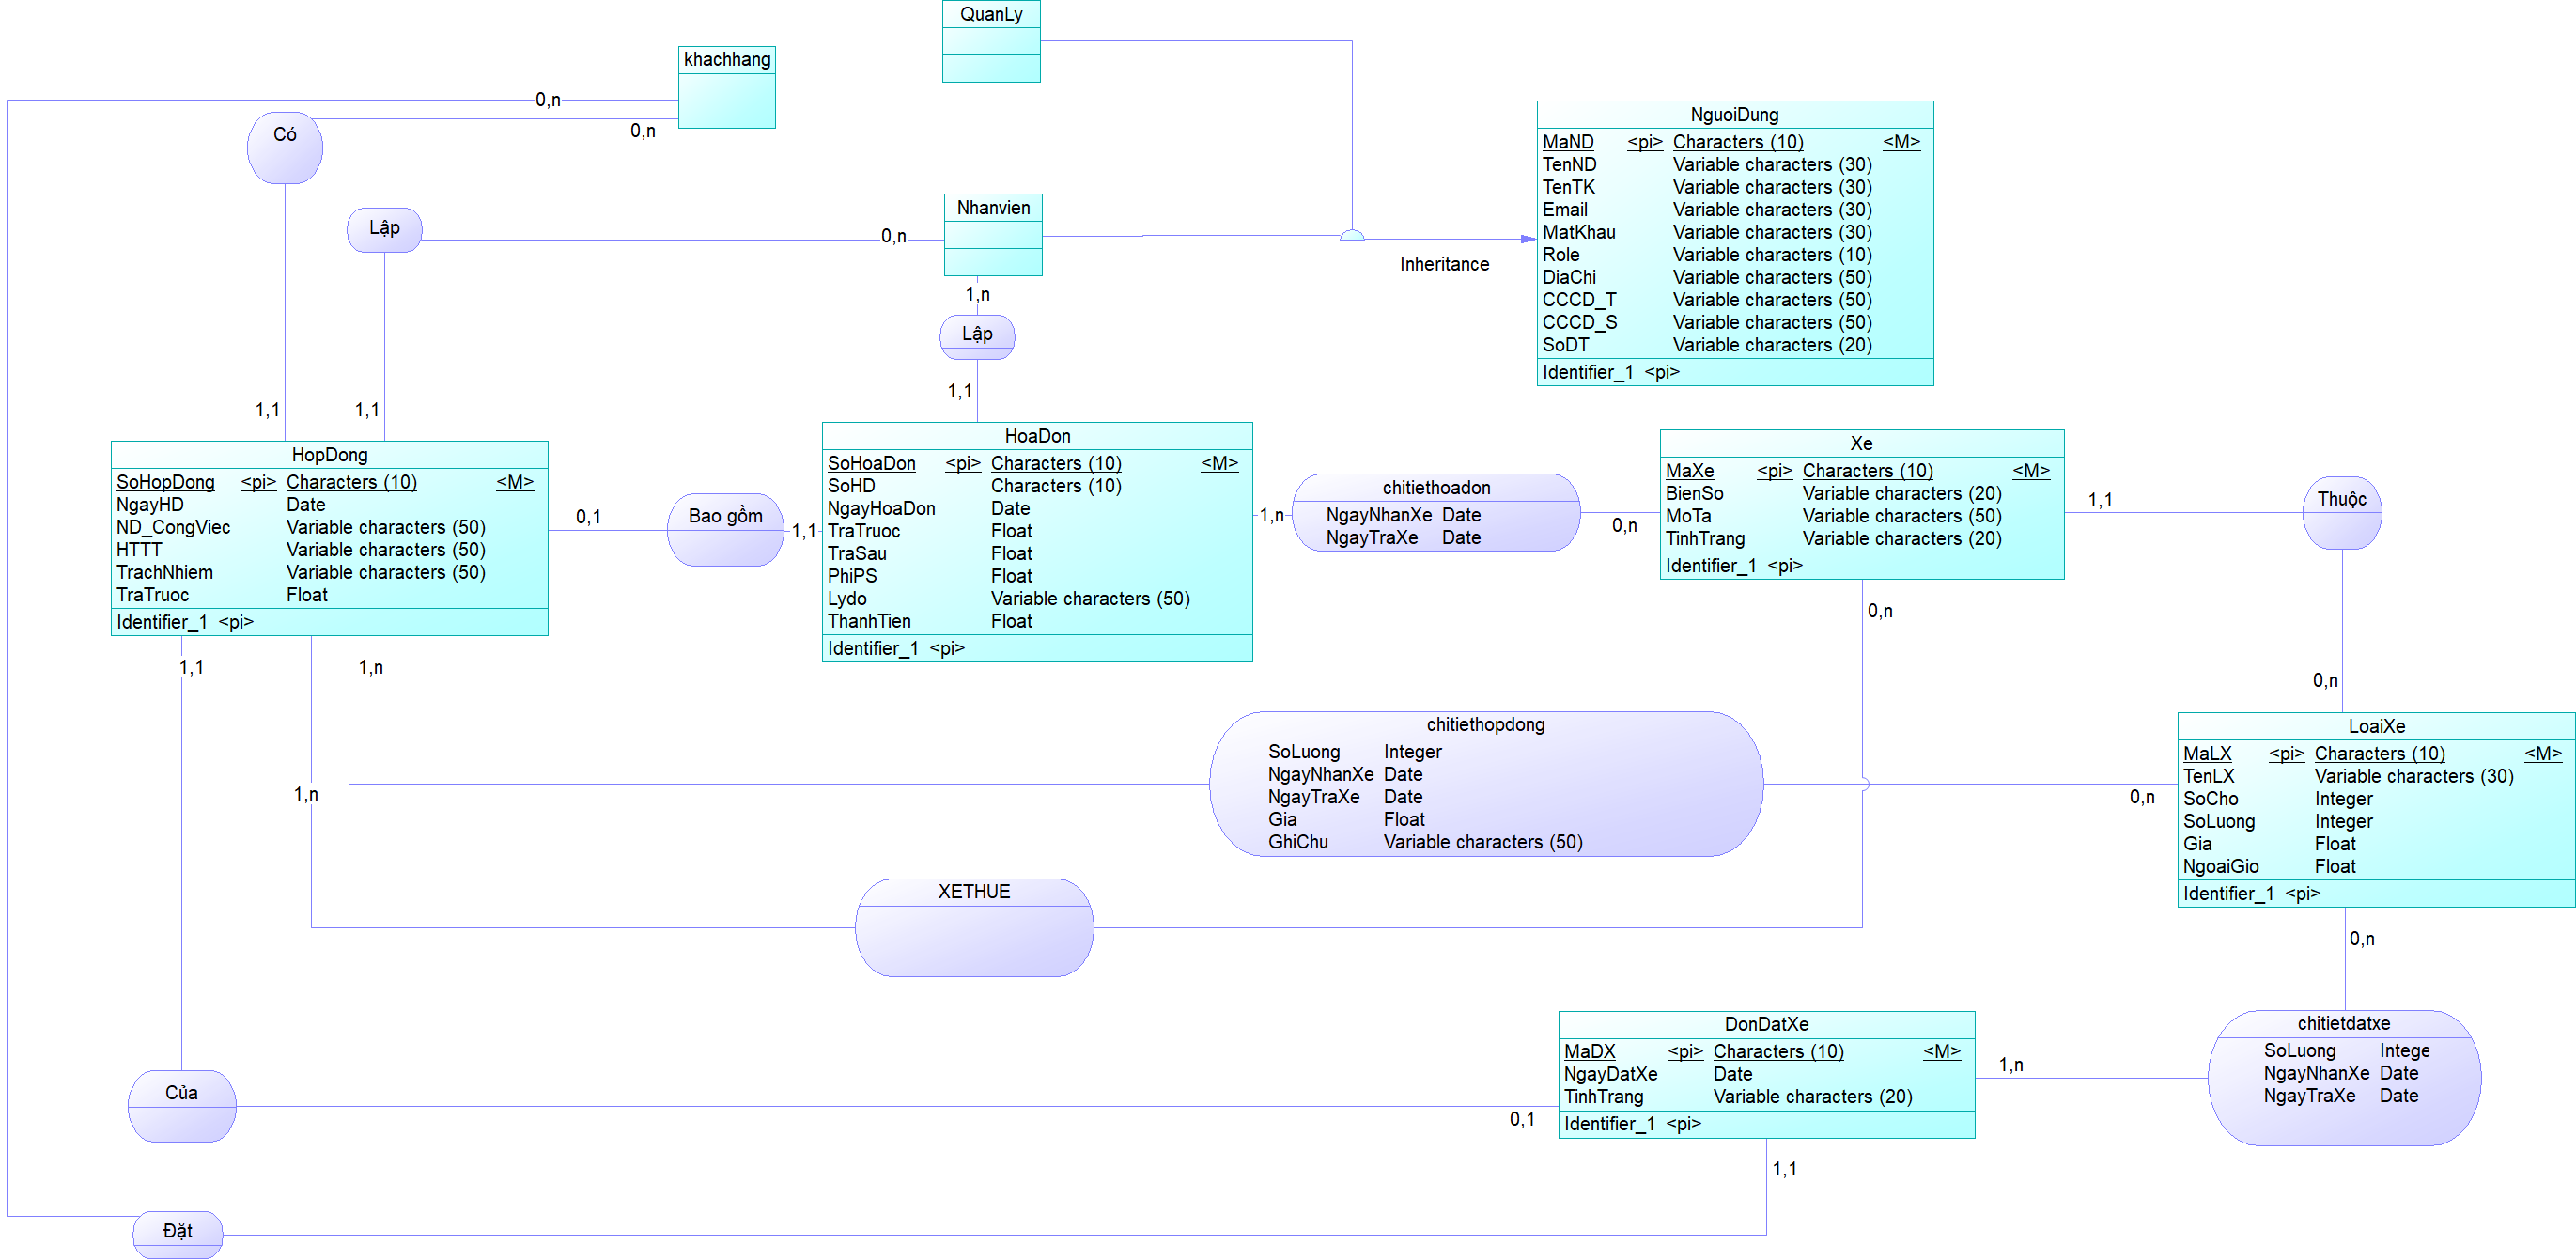 QuanLy
khachhang
0,n
0,n
Có
NguoiDung
MaND <pi> Characters (10) <M>
TenND Variable characters (30)
TenTK Variable characters (30)
Email Variable characters (30)
MatKhau Variable characters (30)
Role Variable characters (10)
DiaChi Variable characters (50)
CCCD_T Variable characters (50)
CCCD_S Variable characters (50)
SoDT Variable characters (20)
Identifier_1 <pi>
Nhanvien
Lập
0,n
Inheritance
1,n
Lập
1,1
1,1
1,1
HopDong
SoHopDong <pi> Characters (10) <M>
NgayHD Date
ND_CongViec Variable characters (50)
HTTT Variable characters (50)
TrachNhiem Variable characters (50)
TraTruoc Float
Identifier_1 <pi>
0,1
Bao gồm
1,1
HoaDon
SoHoaDon <pi> Characters (10) <M>
SoHD Characters (10)
NgayHoaDon Date
TraTruoc Float
TraSau Float
PhiPS Float
Lydo Variable characters (50)
ThanhTien Float
Identifier_1 <pi>
1,n
chitiethoadon
NgayNhanXe Date
NgayTraXe Date
0,n
Xe
MaXe <pi> Characters (10) <M>
BienSo Variable characters (20)
MoTa Variable characters (50)
TinhTrang Variable characters (20)
Identifier_1 <pi>
1,1
Thuộc
0,n
0,n
1,1
1,n
1,n
chitiethopdong
SoLuong Integer
NgayNhanXe Date
NgayTraXe Date
Gia Float
GhiChu Variable characters (50)
0,n
LoaiXe
MaLX <pi> Characters (10) <M>
TenLX Variable characters (30)
SoCho Integer
SoLuong Integer
Gia Float
NgoaiGio Float
Identifier_1 <pi>
XETHUE
0,n
DonDatXe
MaDX <pi> Characters (10) <M>
NgayDatXe Date
TinhTrang Variable characters (20)
Identifier_1 <pi>
1,n
chitietdatxe
SoLuong Intege
NgayNhanXe Date
NgayTraXe Date
Của
0,1
1,1
Đặt